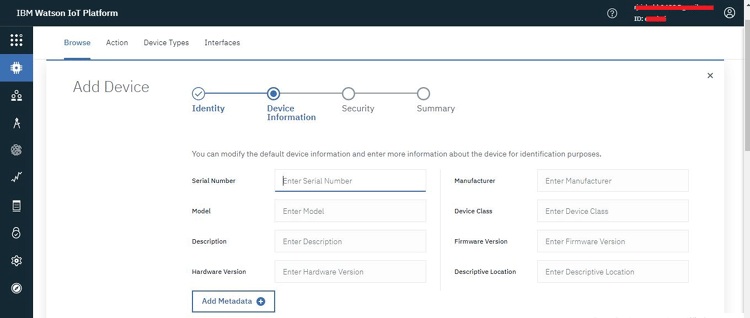 IBM Watson IoT Platform
ID:
Browse Action Device Types Interfaces
Add Device
Identity Device Information Security Summary
You can modify the default device information and enter more information about the device for identification purposes.
Serial Number Enter Serial Number Manufacturer Enter Manufacturer
Model Enter Model Device Class Enter Device Class
Description Enter Description Firmware Version Enter Firmware Version
Hardware Version Enter Hardware Version Descriptive Location Enter Descriptive Location
Add Metadata